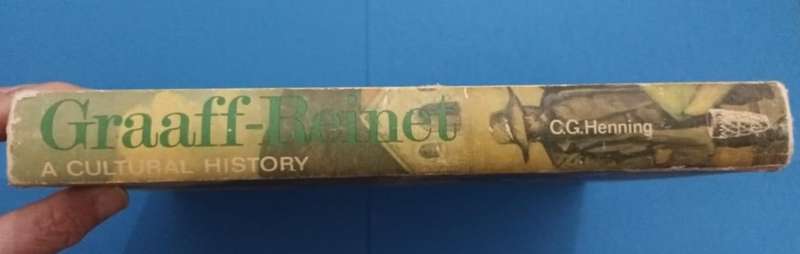 Graaff-Reinet
A CULTURAL HISTORY
C.G.Henning